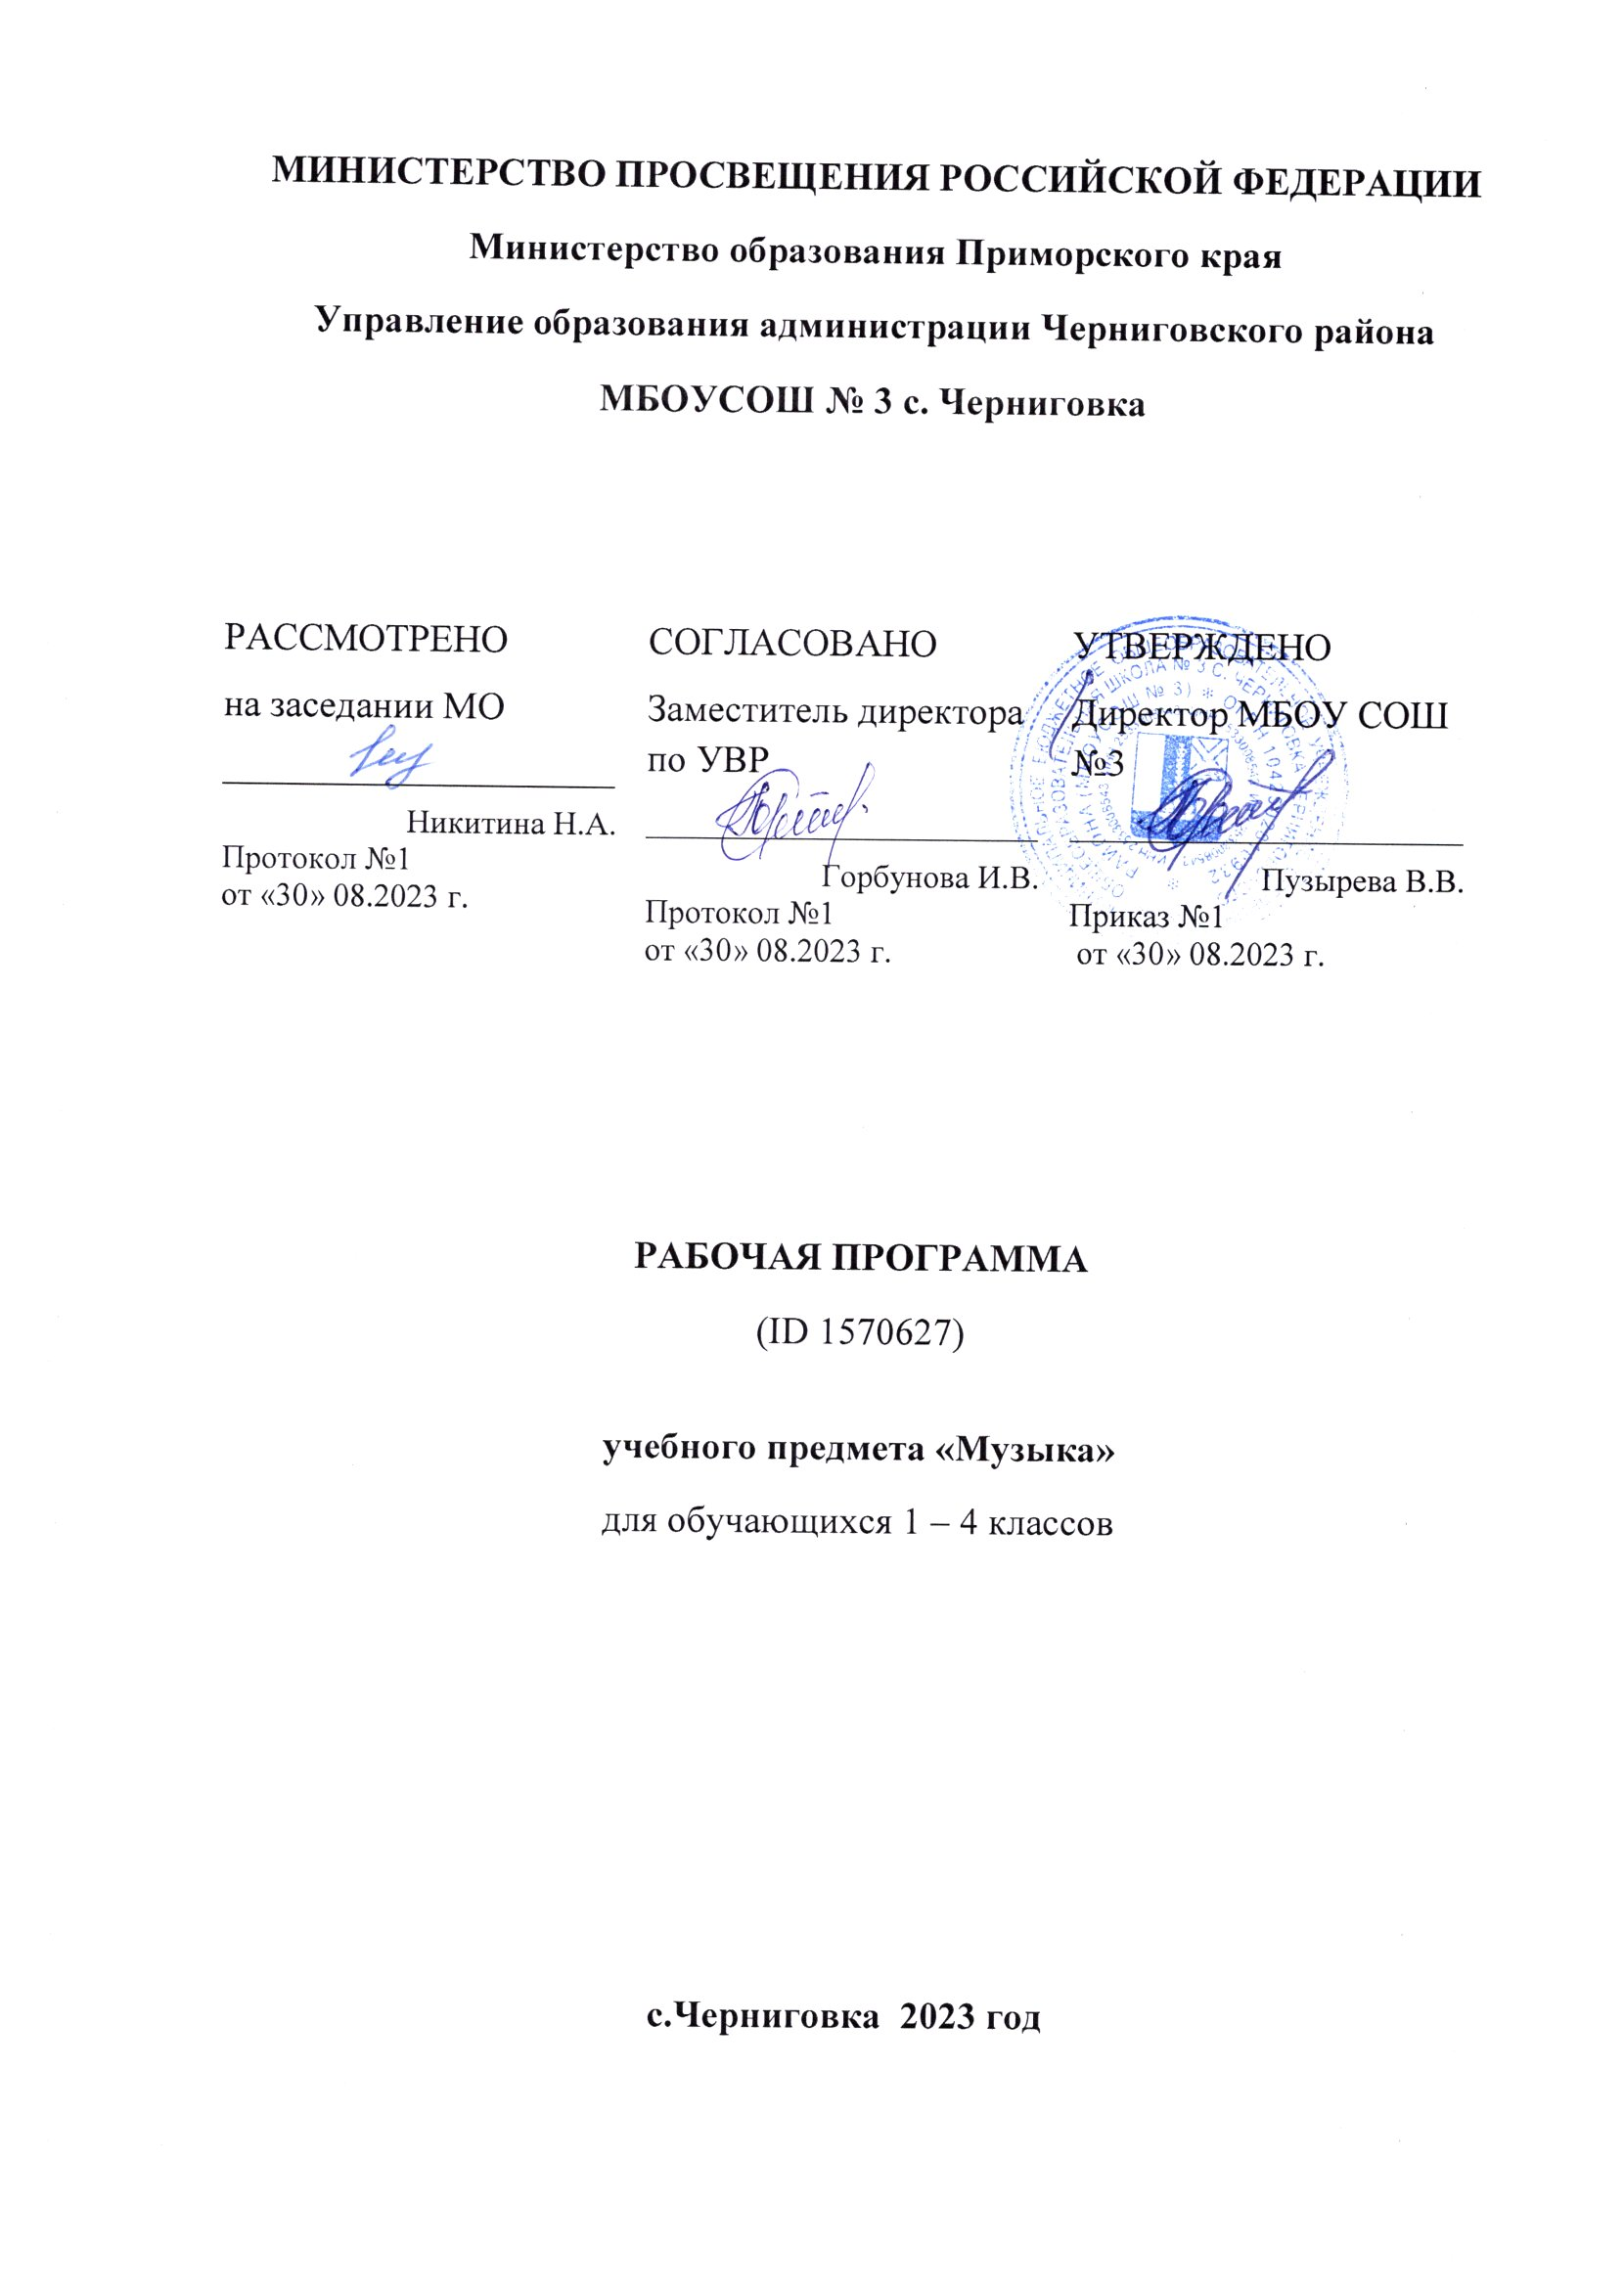 МИНИСТЕРСТВО ПРОСВЕЩЕНИЯ РОССИЙСКОЙ ФЕДЕРАЦИИ
Министерство образования Приморского края
Управление образования администрации Черниговского района
МБОУСОШ № 3 с. Черниговка
РАССМОТРЕНО
на заседании МО
Никитина Н.А.
Протокол №1
от «30» 08.2023 г.
СОГЛАСОВАНО
Заместитель директора
по УВР
Горбунова И.В.
Протокол №1
от «30» 08.2023 г.
УТВЕРЖДЕНО
Директор МБОУ СОШ
№3
Пузырева В.В.
Приказ №1
от «30» 08.2023 г.
РАБОЧАЯ ПРОГРАММА
(ID 1570627)
учебного предмета «Музыка»
для обучающихся 1 – 4 классов
с.Черниговка 2023 год